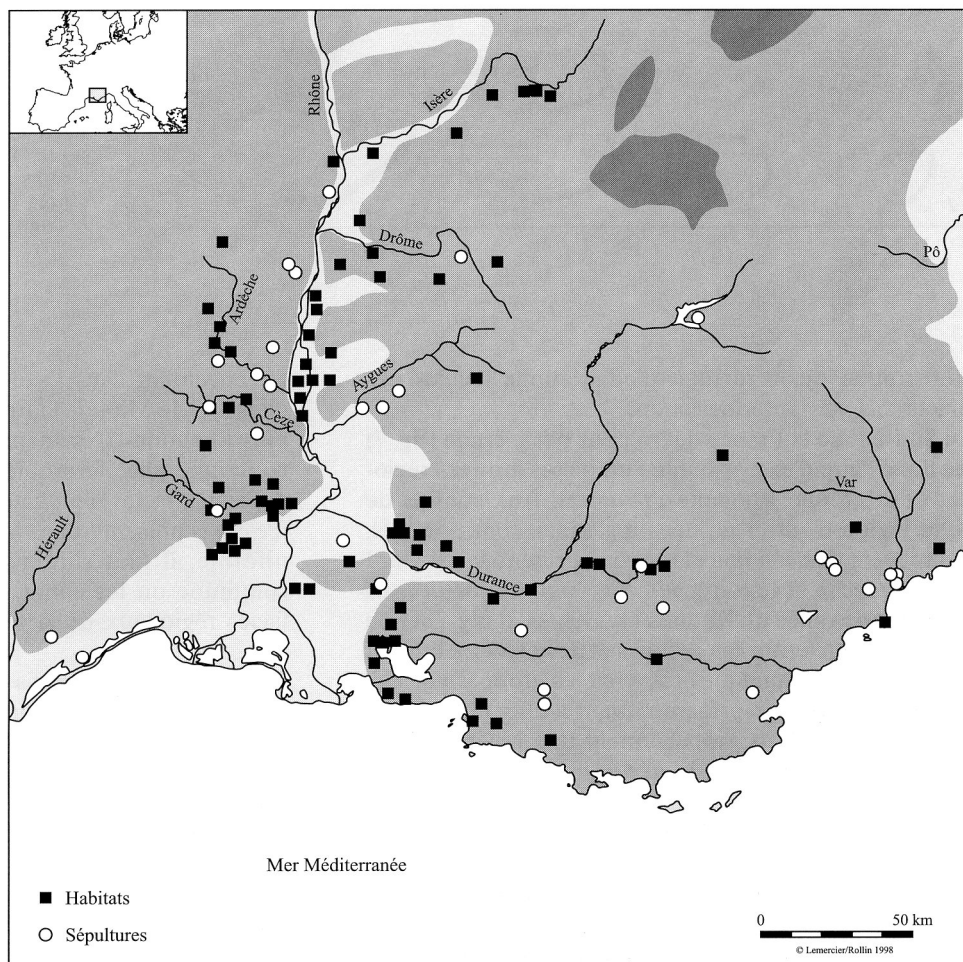 Rhône
Isère
Drôme
Pô
Ardèche
Aygues
Cèze
Var
Gard
Hérault
Durance
Mer Méditerranée
Habitats
Sépultures
0 50 km
© Lemercier/Rollin 1998